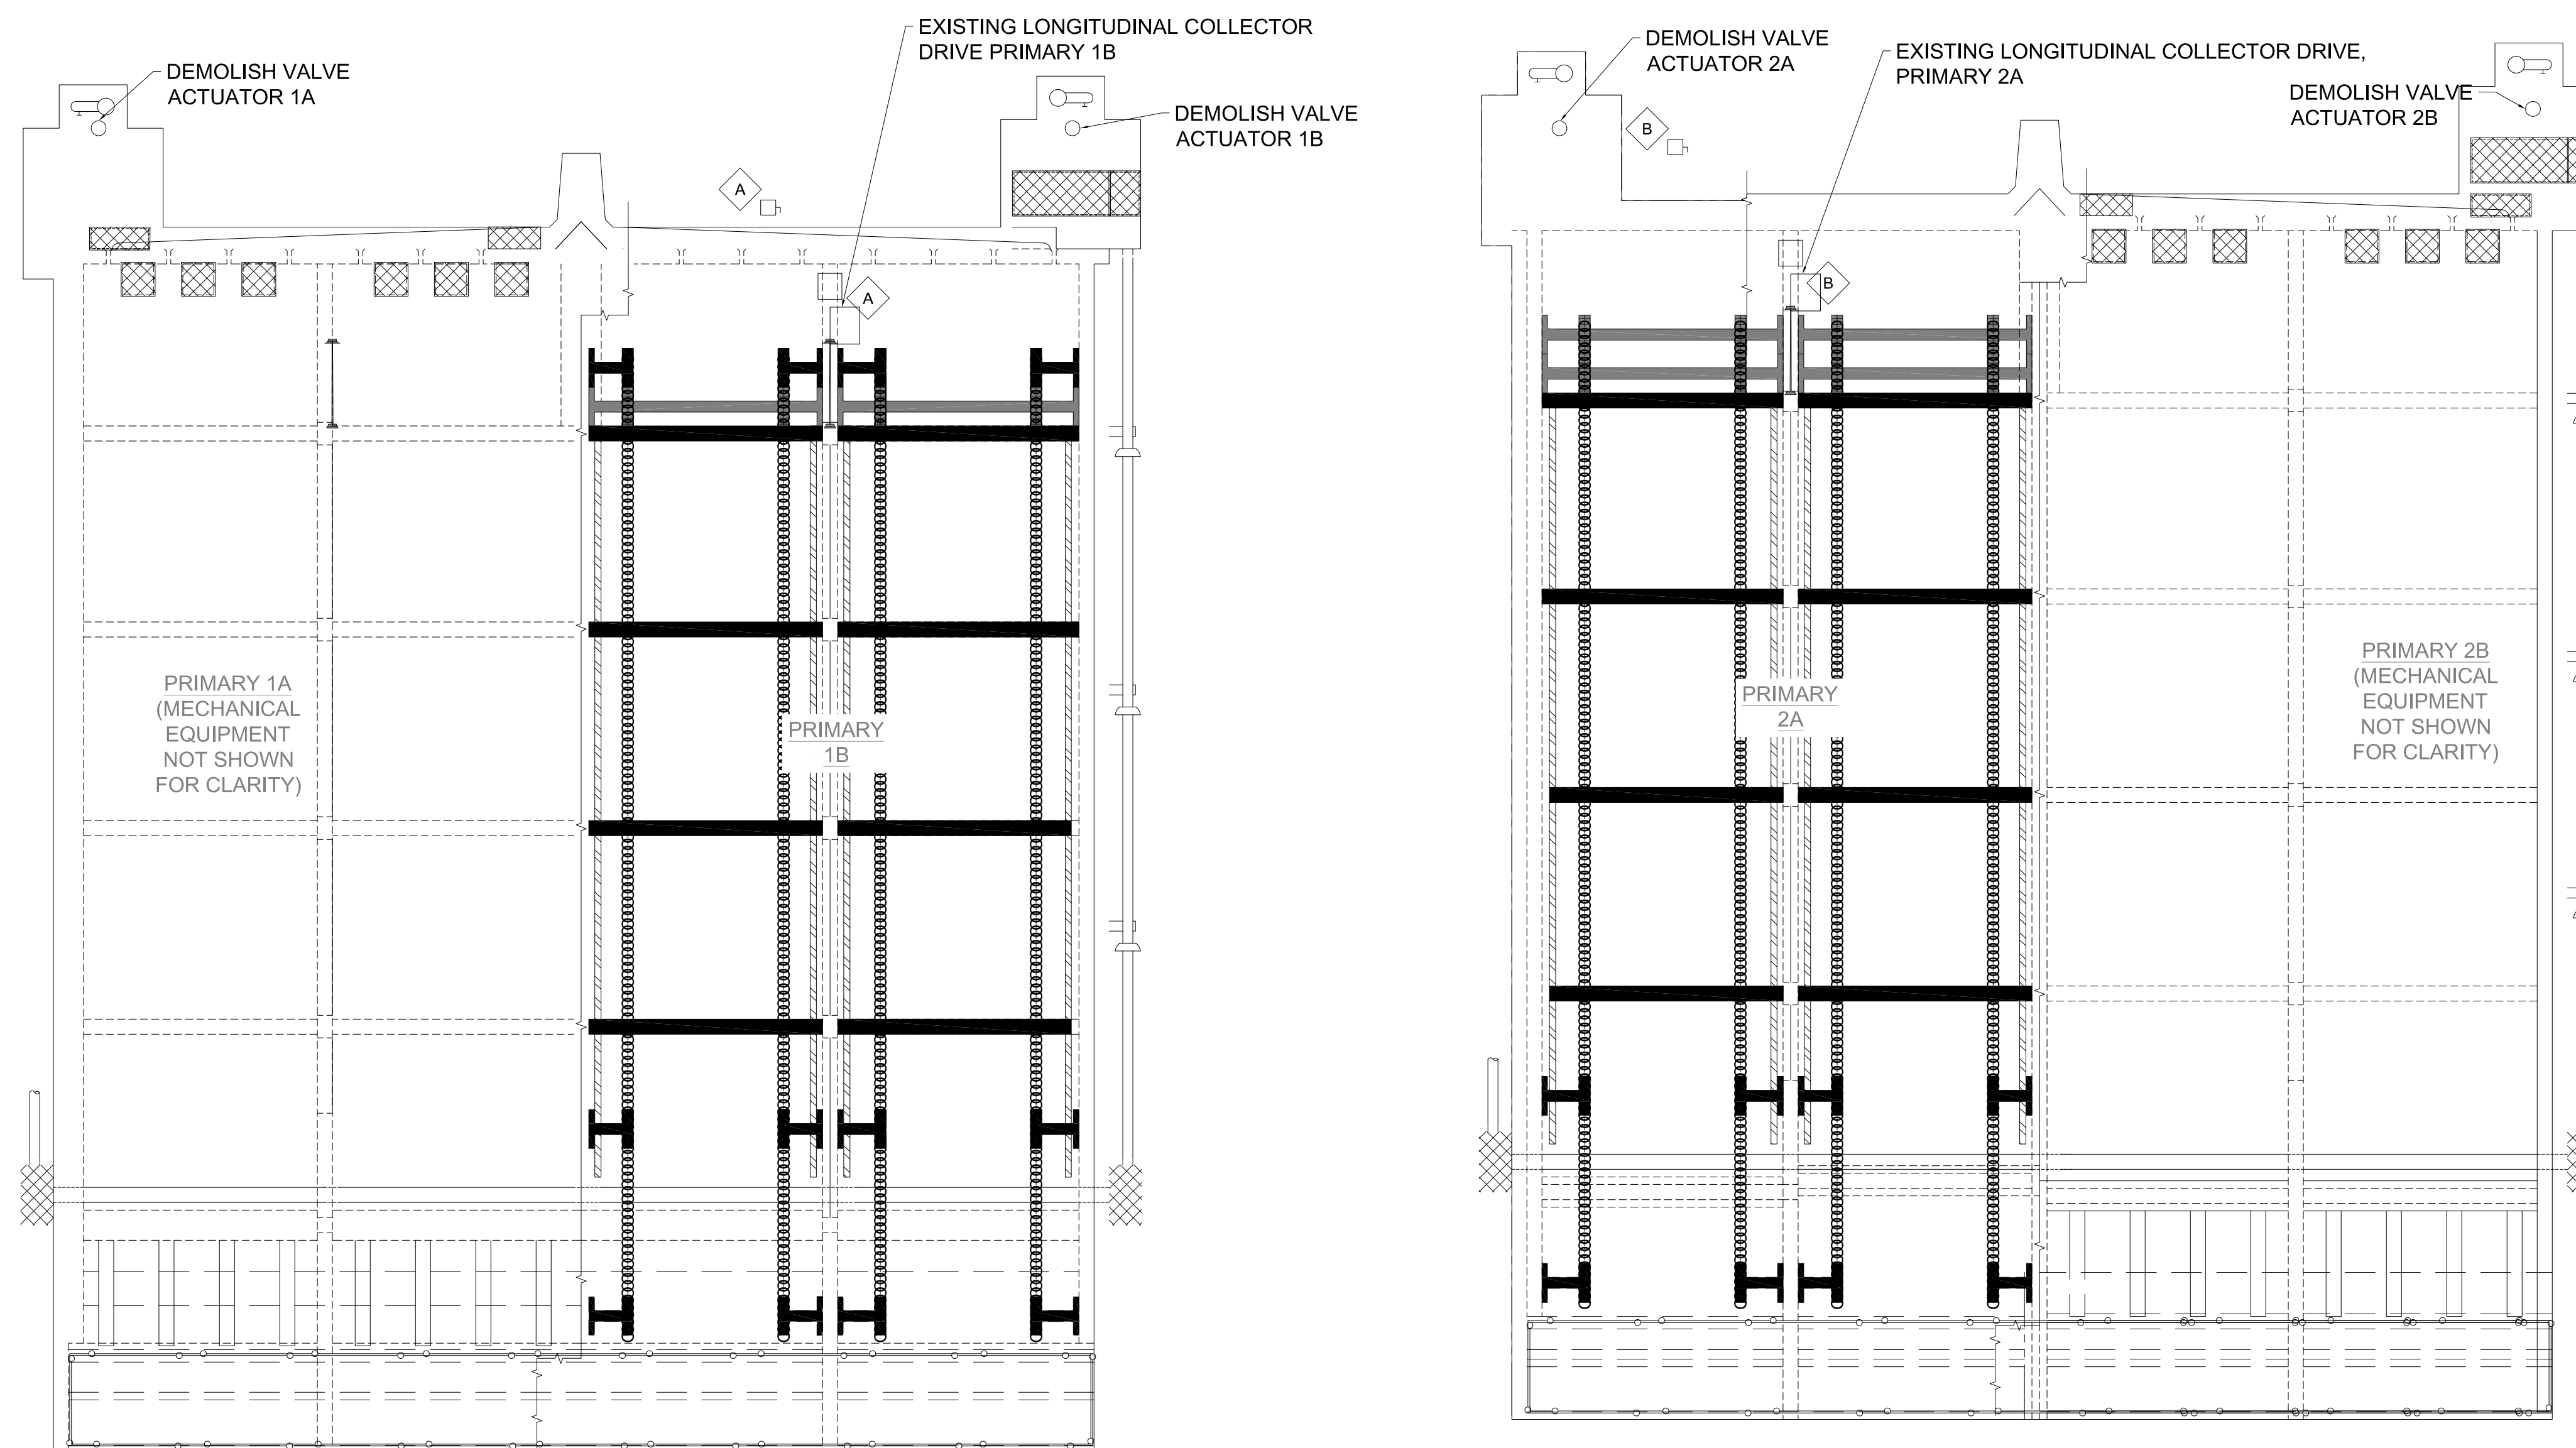 EXISTING LONGITUDINAL COLLECTOR
DRIVE PRIMARY 1B
DEMOLISH VALVE
ACTUATOR 1A
DEMOLISH VALVE
ACTUATOR 1B
A
A
PRIMARY 1A
(MECHANICAL
EQUIPMENT
NOT SHOWN
FOR CLARITY)
PRIMARY
1B
DEMOLISH VALVE
ACTUATOR 2A
EXISTING LONGITUDINAL COLLECTOR DRIVE,
PRIMARY 2A
DEMOLISH VALVE
ACTUATOR 2B
B
B
PRIMARY
2A
PRIMARY 2B
(MECHANICAL
EQUIPMENT
NOT SHOWN
FOR CLARITY)